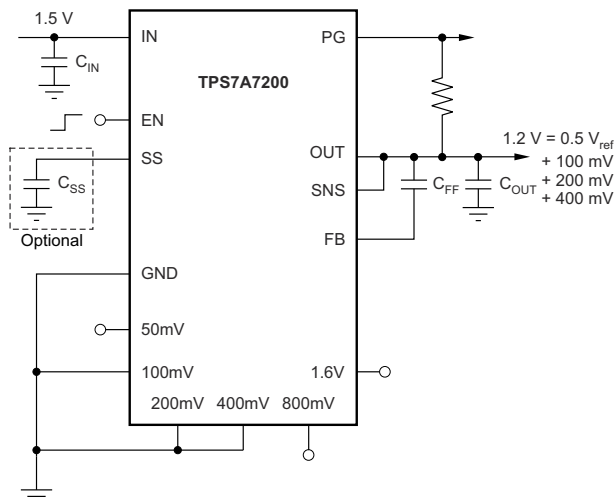 1.5 V
C_IN
IN
PG
TPS7A7200
EN
SS
C_SS
Optional
OUT
SNS
FB
C_FF
C_OUT
1.2 V = 0.5 V_ref
+ 100 mV
+ 200 mV
+ 400 mV
GND
50mV
100mV
1.6V
200mV 400mV 800mV